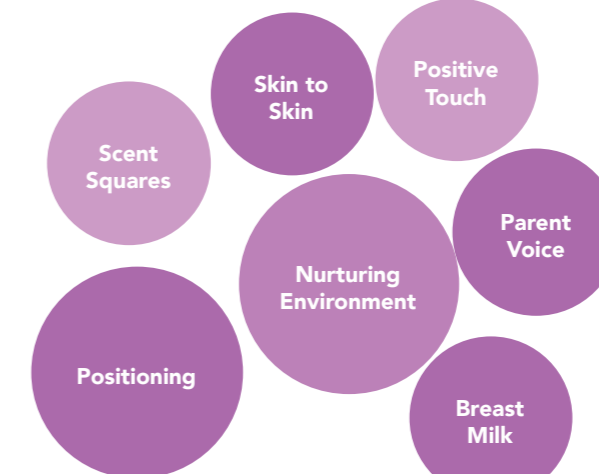 Skin to
Skin
Positive
Touch
Scent
Squares
Parent
Voice
Nurturing
Environment
Positioning
Breast
Milk